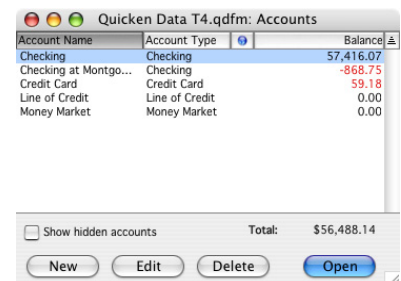 Quicken Data T4.qdfm: Accounts
Account Name Account Type Balance
Checking Checking 57,416.07
Checking at Montgo... Checking -868.75
Credit Card Credit Card 59.18
Line of Credit Line of Credit 0.00
Money Market Money Market 0.00
Show hidden accounts Total: $56,488.14
New Edit Delete Open